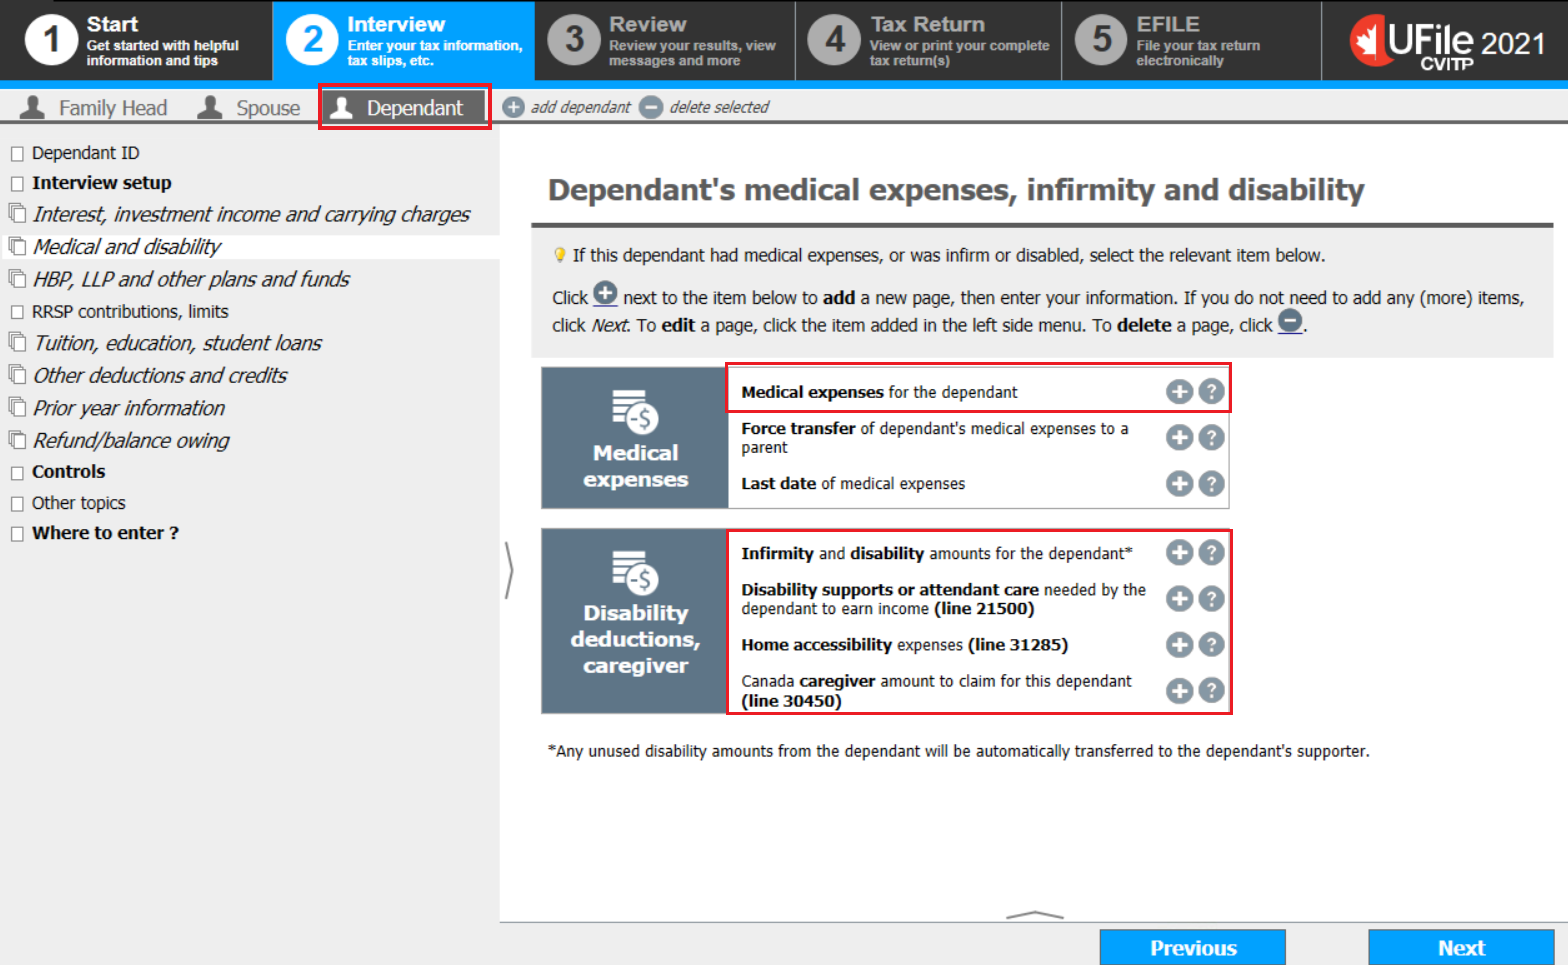 1
Start
Get started with helpful
information and tips
2
Interview
Enter your tax information,
tax slips, etc.
3
Review
Review your results, view
messages and more
4
Tax Return
View or print your complete
tax return(s)
5
EFILE
File your tax return
electronically
UFile 2021
CVITP
Family Head
Spouse
Dependant
add dependant
delete selected
Dependant ID
Interview setup
Interest, investment income and carrying charges
Medical and disability
HBP, LLP and other plans and funds
RRSP contributions, limits
Tuition, education, student loans
Other deductions and credits
Prior year information
Refund/balance owing
Controls
Other topics
Where to enter ?
Dependant's medical expenses, infirmity and disability
If this dependant had medical expenses, or was infirm or disabled, select the relevant item below.
Click + next to the item below to add a new page, then enter your information. If you do not need to add any (more) items,
click Next. To edit a page, click the item added in the left side menu. To delete a page, click −.
-$
Medical
expenses
Medical expenses for the dependant + ?
Force transfer of dependant's medical expenses to a
parent + ?
Last date of medical expenses + ?
-$
Disability
deductions,
caregiver
Infirmity and disability amounts for the dependant* + ?
Disability supports or attendant care needed by the
dependant to earn income (line 21500) + ?
Home accessibility expenses (line 31285) + ?
Canada caregiver amount to claim for this dependant
(line 30450) + ?
*Any unused disability amounts from the dependant will be automatically transferred to the dependant's supporter.
Previous
Next